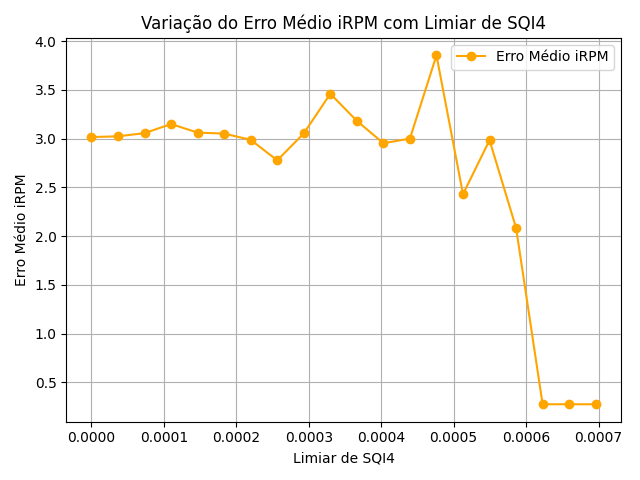 Variação do Erro Médio iRPM com Limiar de SQI4
Erro Médio iRPM
4.0
3.5
3.0
2.5
2.0
1.5
1.0
0.5
Erro Médio iRPM
0.0000 0.0001 0.0002 0.0003 0.0004 0.0005 0.0006 0.0007
Limiar de SQI4